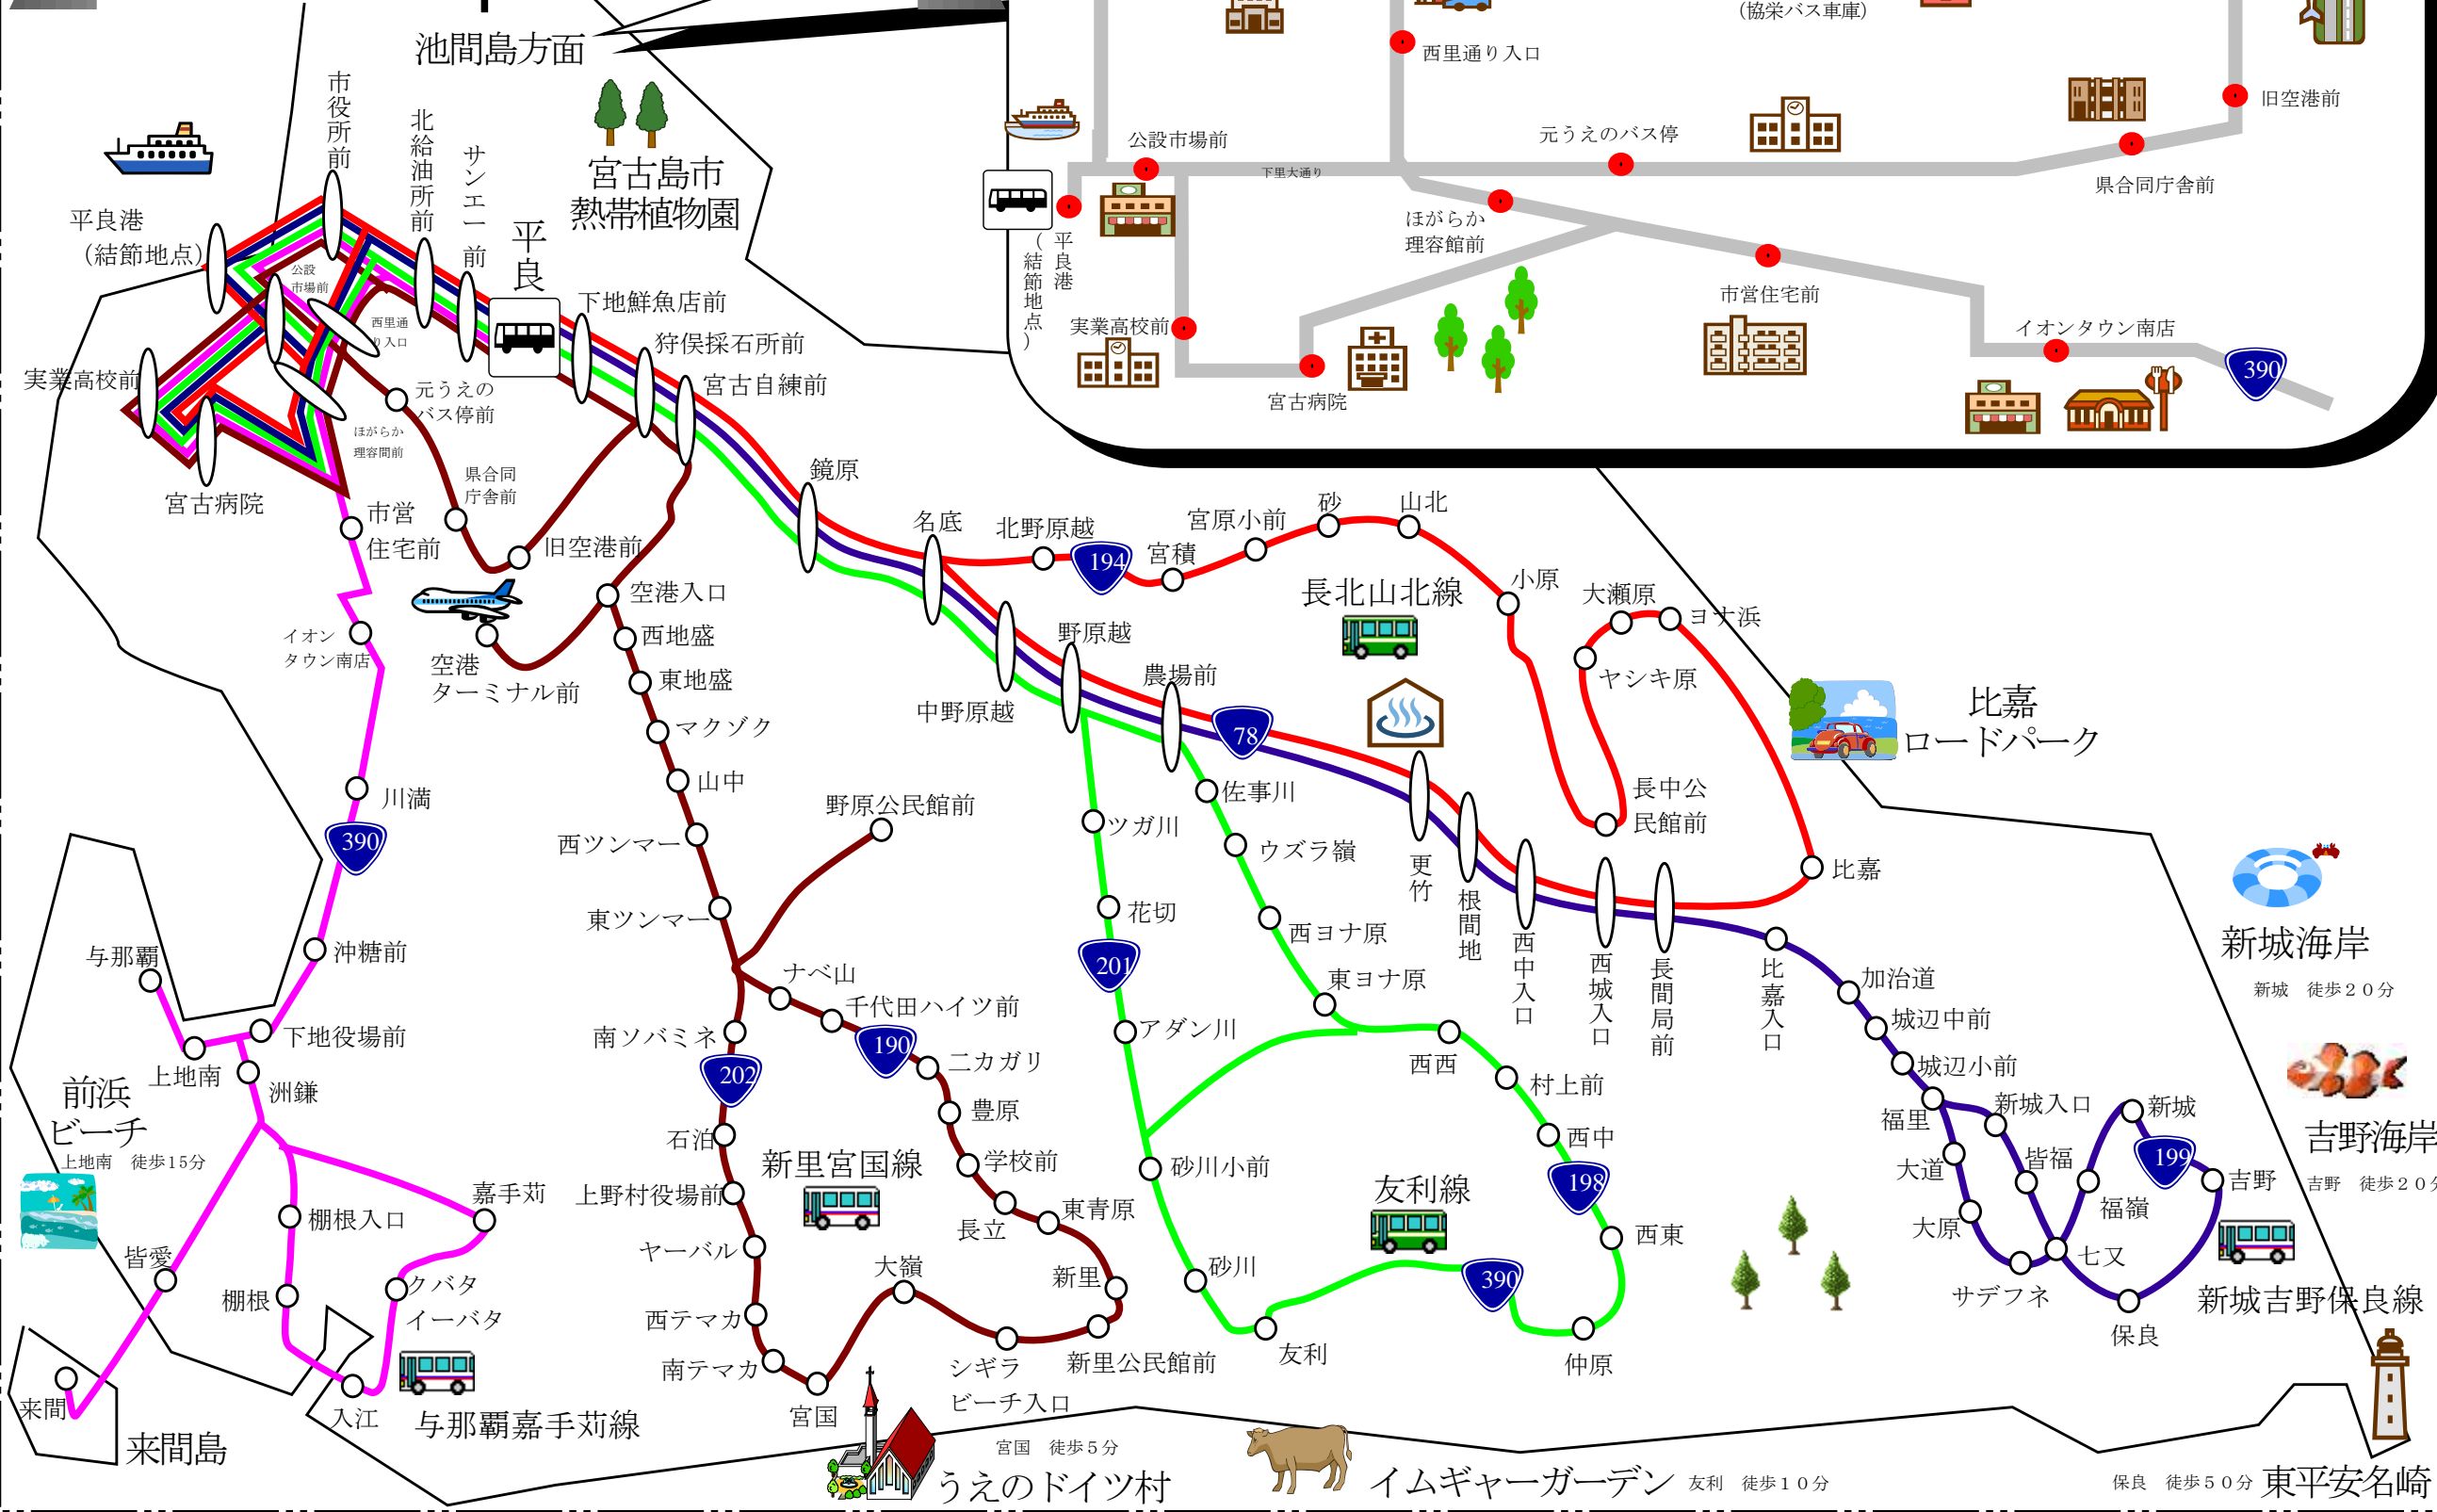 池間島方面
宮古島市
熱帯植物園
市役所前
北給油所前
サンエー前
平良
平良港
（結節地点）
公設
市場前
西里通
り入口
実業高校前
元うえの
バス停前
ほがらか
理容間前
宮古病院
県合同
庁舎前
市営
住宅前
旧空港前
下地鮮魚店前
狩俣採石所前
宮古自練前
（協栄バス車庫）
西里通り入口
旧空港前
公設市場前
下里大通り
元うえのバス停
県合同庁舎前
平良港
（結節地点）
ほがらか
理容館前
市営住宅前
実業高校前
宮古病院
イオンタウン南店
390
鏡原
名底
北野原越
194
宮積
宮原小前
砂
山北
長北山北線
小原
大瀬原
ヨナ浜
ヤシキ原
長中公
民館前
比嘉
比嘉
ロードパーク
空港入口
空港
ターミナル前
西地盛
東地盛
マクゾク
山中
西ツンマー
東ツンマー
野原公民館前
イオン
タウン南店
川満
390
沖糖前
与那覇
下地役場前
上地南
洲鎌
前浜
ビーチ
上地南　徒歩15分
嘉手苅
棚根入口
棚根
皆愛
クバタ
イーバタ
来間
入江
来間島
与那覇嘉手苅線
中野原越
野原越
農場前
78
佐事川
ツガ川
ウズラ嶺
花切
西ヨナ原
201
東ヨナ原
アダン川
西西
村上前
西中
198
砂川小前
友利線
西東
砂川
390
友利
仲原
更竹
根間地
西中入口
西城入口
長間局前
比嘉入口
加治道
城辺中前
城辺小前
福里
新城入口
新城
大道
皆福
199
吉野
福嶺
大原
七又
サデフネ
保良
新城吉野保良線
新城海岸
新城　徒歩２０分
吉野海岸
吉野　徒歩２０分
ナベ山
千代田ハイツ前
南ソバミネ
190
202
二カガリ
豊原
石泊
新里宮国線
学校前
上野村役場前
長立
東青原
ヤーバル
大嶺
新里
西テマカ
南テマカ
シギラ
ビーチ入口
新里公民館前
宮国
宮国　徒歩５分
うえのドイツ村
イムギャーガーデン
友利　徒歩１０分
保良　徒歩５０分
東平安名崎